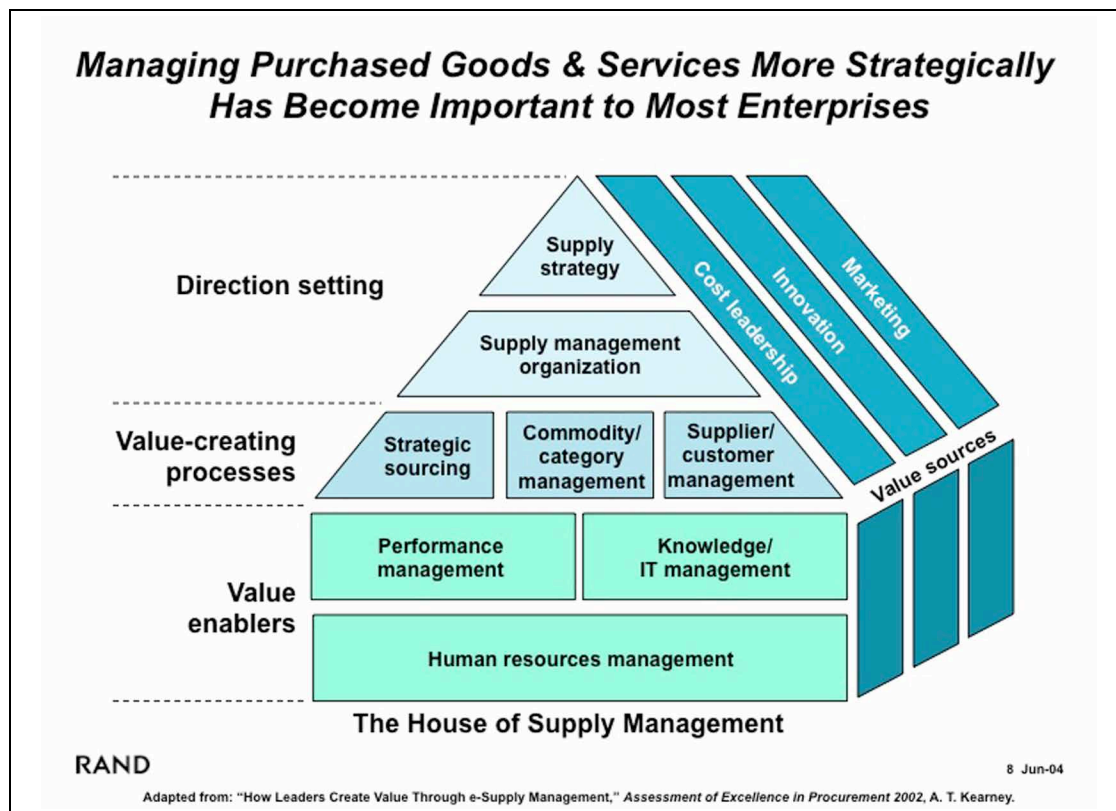 Managing Purchased Goods & Services More Strategically
Has Become Important to Most Enterprises
Direction setting
Supply
strategy
Supply management
organization
Cost leadership
Innovation
Marketing
Value-creating
processes
Strategic
sourcing
Commodity/
category
management
Supplier/
customer
management
Value sources
Value
enablers
Performance
management
Knowledge/
IT management
Human resources management
The House of Supply Management
RAND
8 Jun-04
Adapted from: “How Leaders Create Value Through e-Supply Management,” Assessment of Excellence in Procurement 2002, A. T. Kearney.